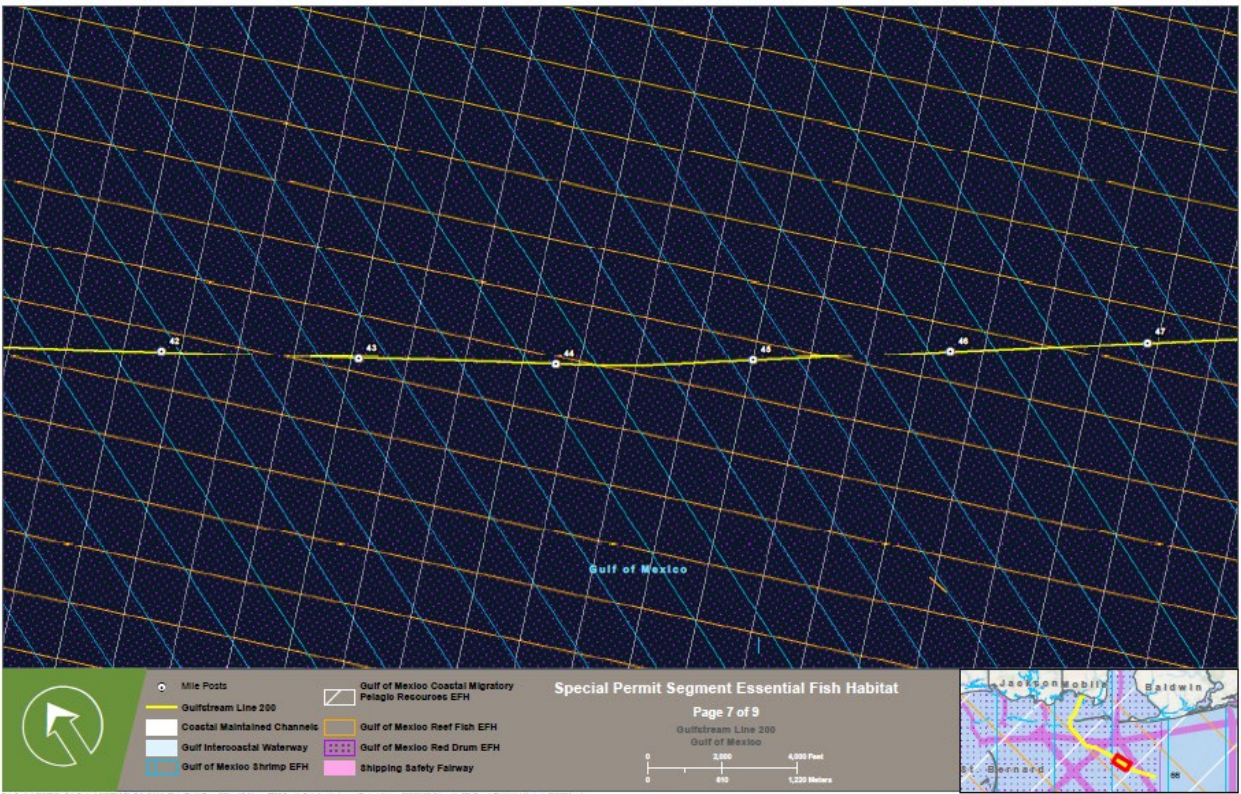 42
43
44
45
46
47
Gulf of Mexico
Mile Posts
Gulfstream Line 200
Coastal Maintained Channels
Gulf Intercoastal Waterway
Gulf of Mexico Shrimp EFH
Gulf of Mexico Coastal Migratory
Pelagic Resources EFH
Gulf of Mexico Reef Fish EFH
Gulf of Mexico Red Drum EFH
Shipping Safety Fairway
Special Permit Segment Essential Fish Habitat
Page 7 of 9
Gulfstream Line 200
Gulf of Mexico
0 2,000 4,000 Feet
0 610 1,220 Meters
Jackson Mobile Baldwin
St. Bernard